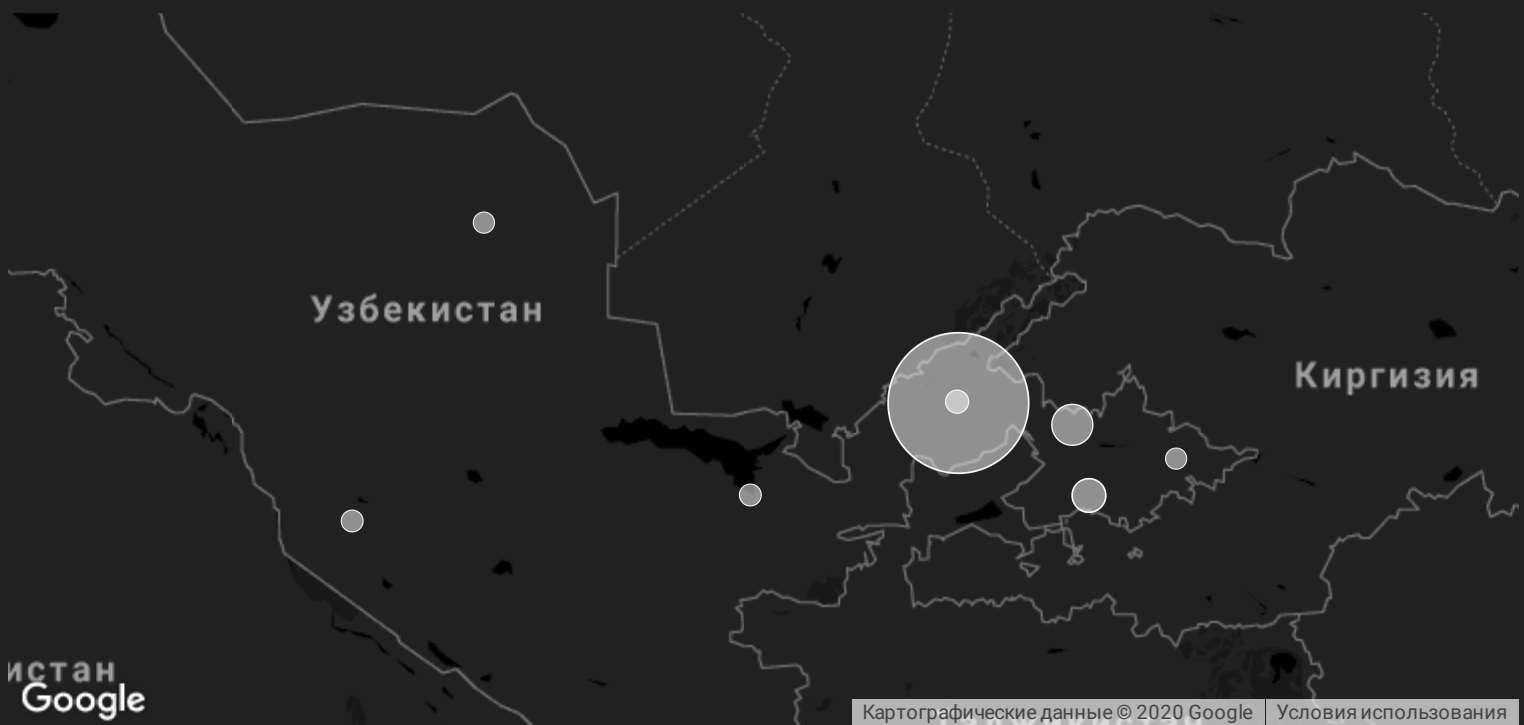 Узбекистан
Киргизия
истан
Google
Картографические данные © 2020 Google
Условия использования